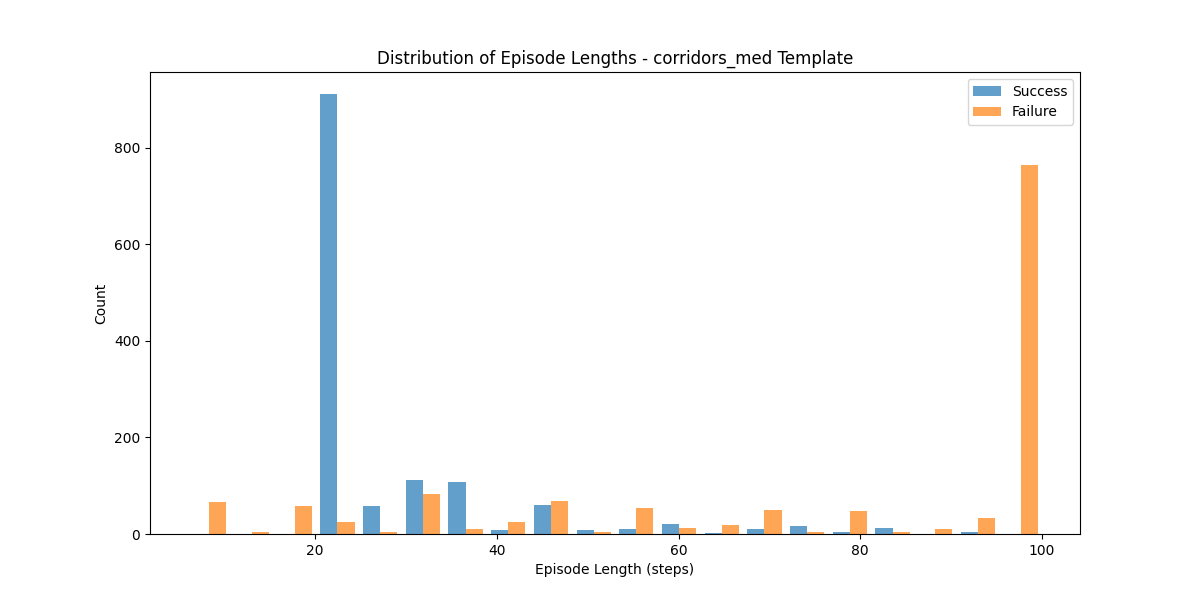 Distribution of Episode Lengths - corridors_med Template
Success
Failure
800
600
400
200
0
Count
20 40 60 80 100
Episode Length (steps)